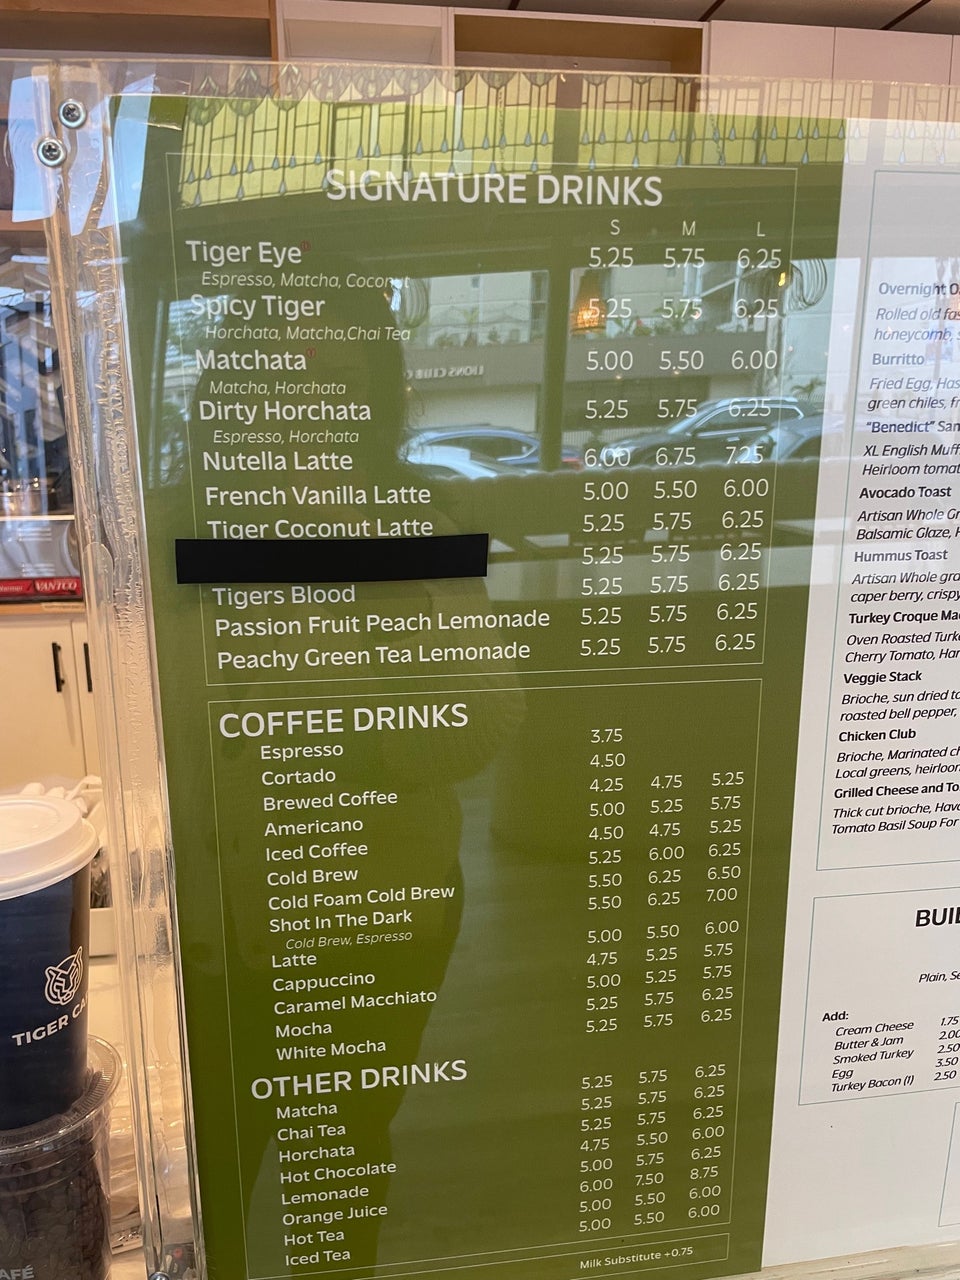 SIGNATURE DRINKS
S M L
Tiger Eye 5.25 5.75 6.25
Espresso, Matcha, Coconut
Spicy Tiger 5.25 5.75 6.25
Horchata, Matcha,Chai Tea
Matchata 5.00 5.50 6.00
Matcha, Horchata
Dirty Horchata 5.25 5.75 6.25
Espresso, Horchata
Nutella Latte 6.00 6.75 7.25
French Vanilla Latte 5.00 5.50 6.00
Tiger Coconut Latte 5.25 5.75 6.25
5.25 5.75 6.25
Tigers Blood 5.25 5.75 6.25
Passion Fruit Peach Lemonade 5.25 5.75 6.25
Peachy Green Tea Lemonade 5.25 5.75 6.25
COFFEE DRINKS
Espresso 3.75
Cortado 4.50
Brewed Coffee 4.25 4.75 5.25
Americano 5.00 5.25 5.75
Iced Coffee 4.50 4.75 5.25
Cold Brew 5.25 6.00 6.25
Cold Foam Cold Brew 5.50 6.25 6.50
Shot In The Dark 5.50 6.25 7.00
Cold Brew, Espresso
Latte 5.00 5.50 6.00
Cappuccino 4.75 5.25 5.75
Caramel Macchiato 5.00 5.25 5.75
Mocha 5.25 5.75 6.25
White Mocha 5.25 5.75 6.25
OTHER DRINKS
Matcha 5.25 5.75 6.25
Chai Tea 5.25 5.75 6.25
Horchata 5.25 5.75 6.25
Hot Chocolate 4.75 5.50 6.00
Lemonade 5.00 5.75 6.25
Orange Juice 6.00 7.50 8.75
Hot Tea 5.00 5.50 6.00
Iced Tea 5.00 5.50 6.00
Milk Substitute +0.75
Overnight
Rolled old
honeycomb,
Burritto
Fried Egg,
green chiles,
"Benedict"
XL English
Heirloom
Avocado Toast
Artisan Whole
Balsamic Glaze,
Hummus Toast
Artisan Whole
caper berry,
Turkey Croque
Oven Roasted
Cherry Tomato,
Veggie Stack
Brioche, sun dried
roasted bell pepper,
Chicken Club
Brioche, Marinated
Local greens,
Grilled Cheese and
Thick cut brioche,
Tomato Basil Soup For
Plain,
Add:
Cream Cheese 1.75
Butter & Jam 2.00
Smoked Turkey 2.50
Egg 3.50
Turkey Bacon (1) 2.50
VANTCO
TIGER